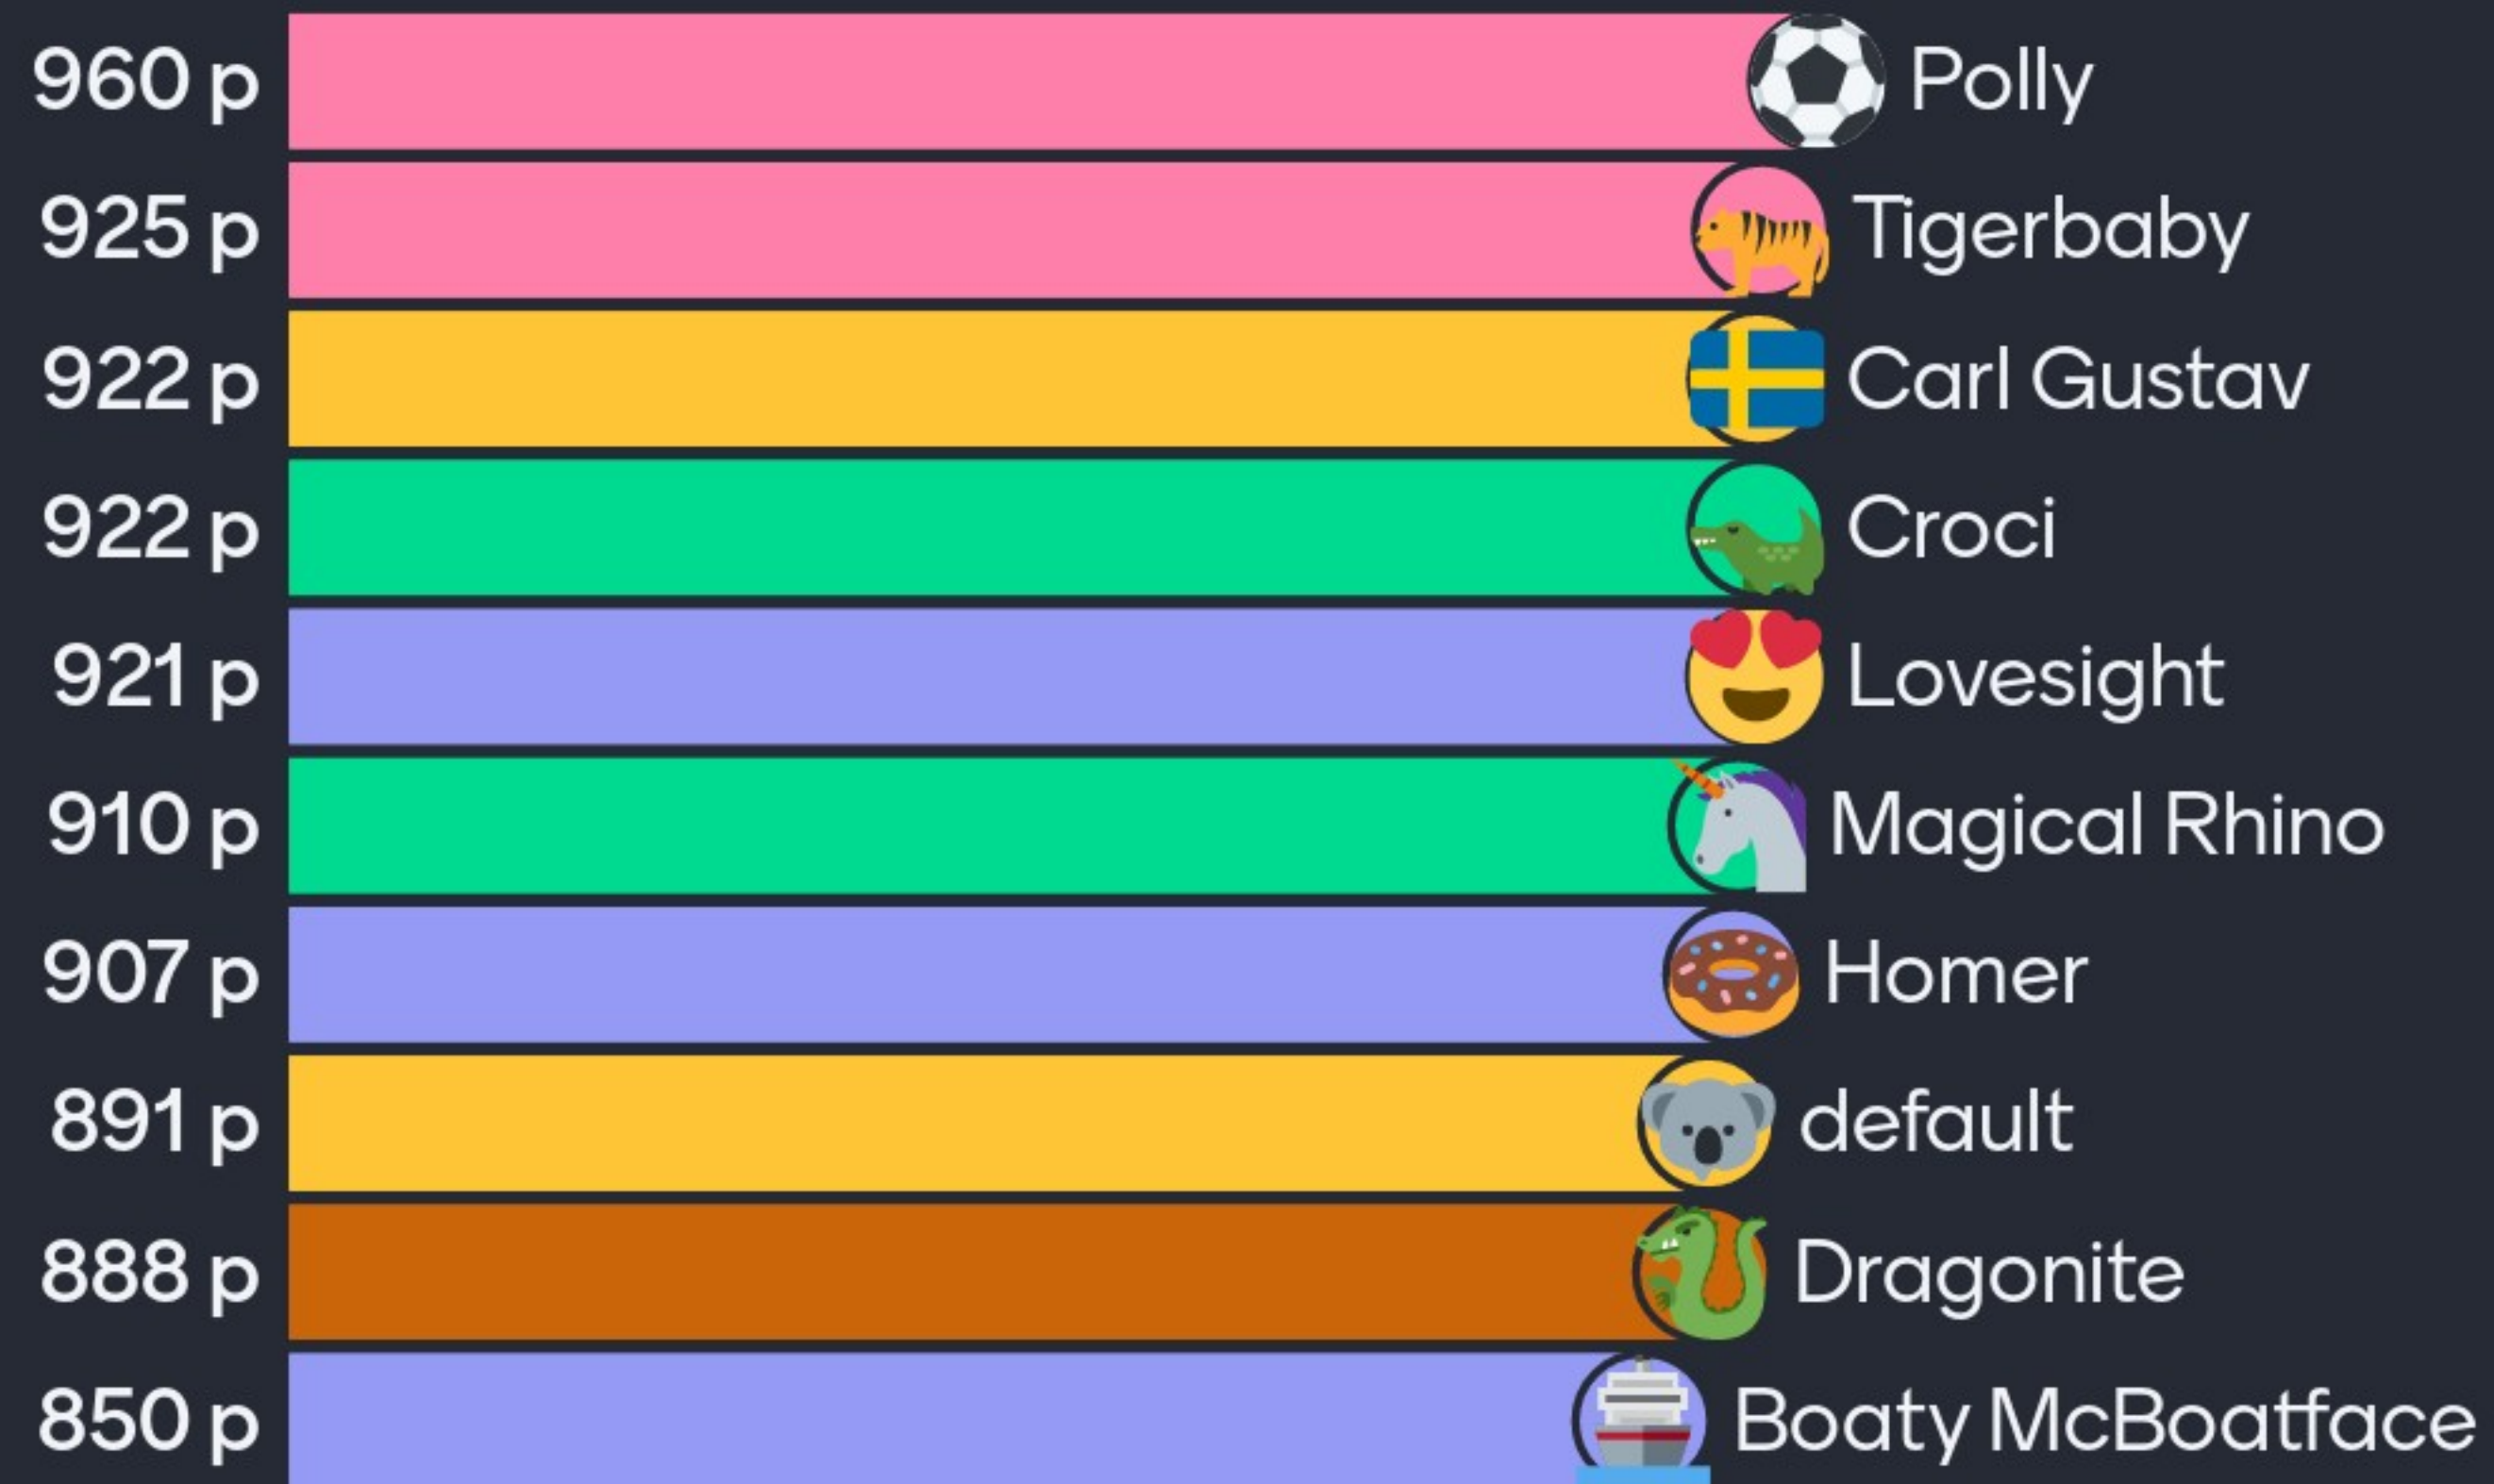 960 p Polly
925 p Tigerbaby
922 p Carl Gustav
922 p Croci
921 p Lovesight
910 p Magical Rhino
907 p Homer
891 p default
888 p Dragonite
850 p Boaty McBoatface